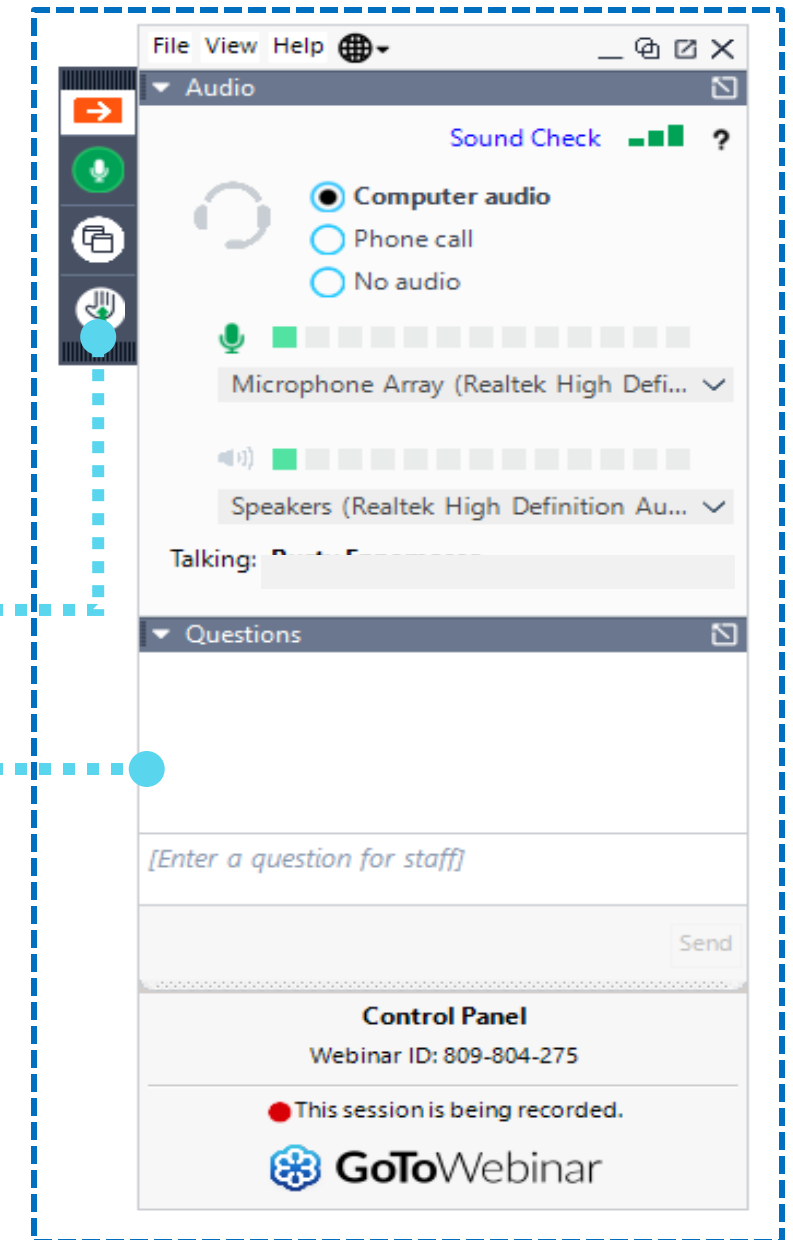 File View Help
Audio
Sound Check ?
Computer audio
Phone call
No audio
Microphone Array (Realtek High Defi...
Speakers (Realtek High Definition Au...
Talking:
Questions
[Enter a question for staff]
Send
Control Panel
Webinar ID: 809-804-275
This session is being recorded.
GoToWebinar